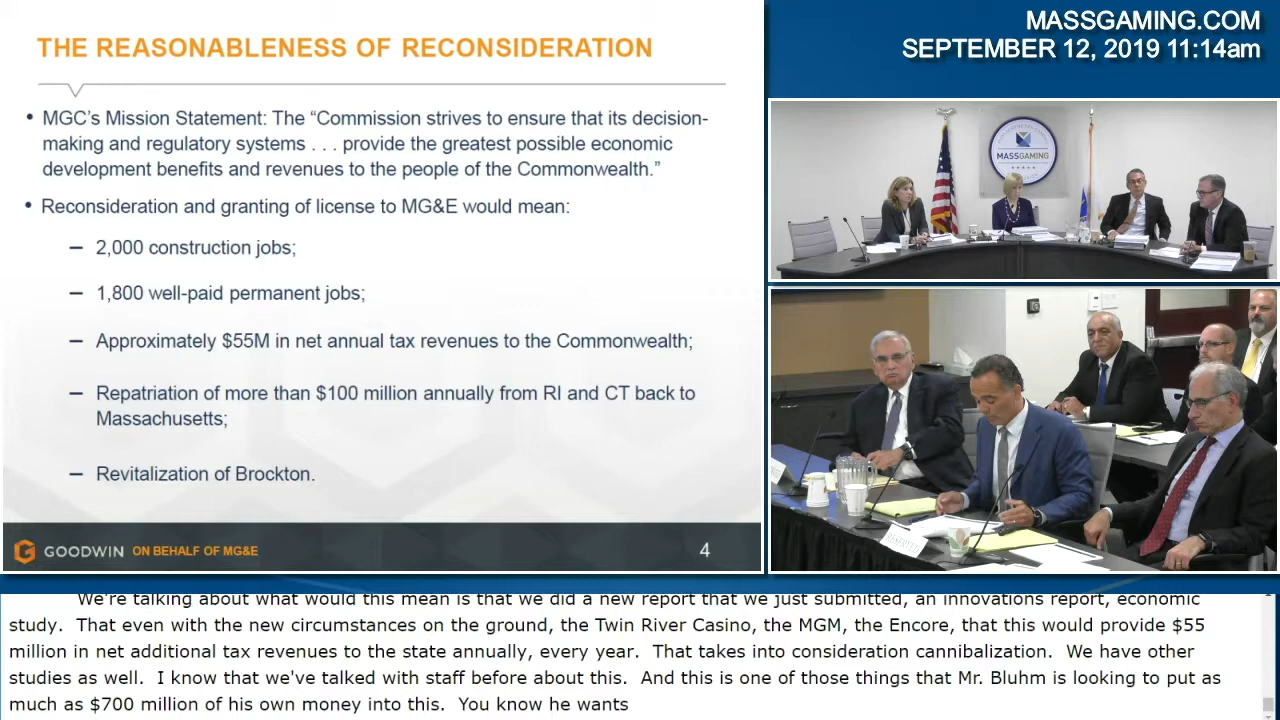 THE REASONABLENESS OF RECONSIDERATION
• MGC's Mission Statement: The “Commission strives to ensure that its decision-
making and regulatory systems . . . provide the greatest possible economic
development benefits and revenues to the people of the Commonwealth.”
• Reconsideration and granting of license to MG&E would mean:
– 2,000 construction jobs;
– 1,800 well-paid permanent jobs;
– Approximately $55M in net annual tax revenues to the Commonwealth;
– Repatriation of more than $100 million annually from RI and CT back to
Massachusetts;
– Revitalization of Brockton.
GOODWIN ON BEHALF OF MG&E
4
MASSGAMING.COM
SEPTEMBER 12, 2019 11:14am
MASSGAMING
RESERVED
We're talking about what would this mean is that we did a new report that we just submitted, an innovations report, economic
study. That even with the new circumstances on the ground, the Twin River Casino, the MGM, the Encore, that this would provide $55
million in net additional tax revenues to the state annually, every year. That takes into consideration cannibalization. We have other
studies as well. I know that we've talked with staff before about this. And this is one of those things that Mr. Bluhm is looking to put as
much as $700 million of his own money into this. You know he wants